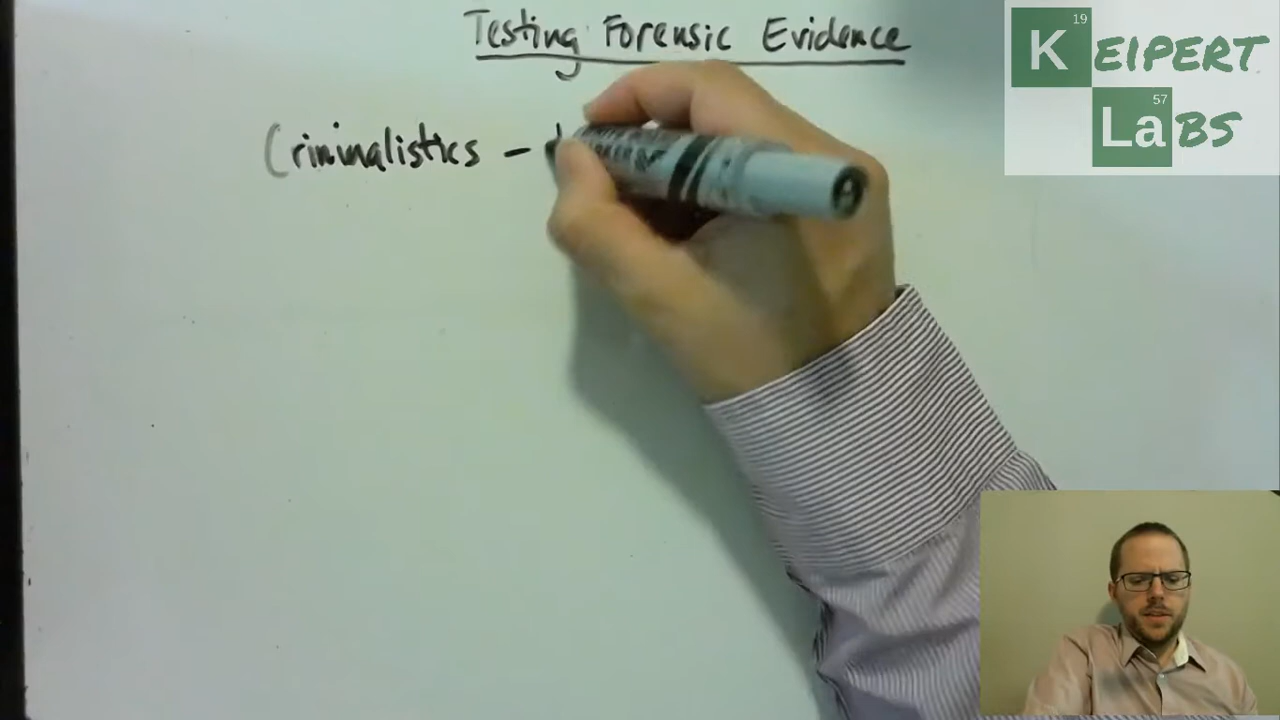 Testing Forensic Evidence
Criminalistics -
19
KEIPERT
57
LaBS